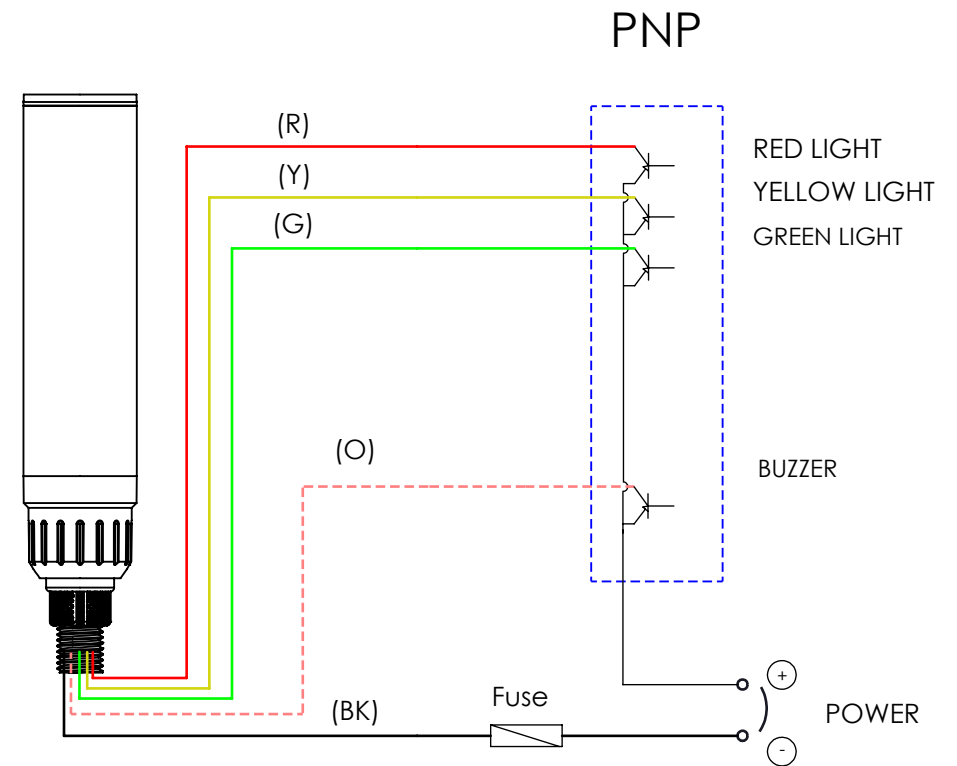 PNP
(R)
RED LIGHT
(Y)
YELLOW LIGHT
(G)
GREEN LIGHT
(O)
BUZZER
+
Fuse
(BK)
POWER
-